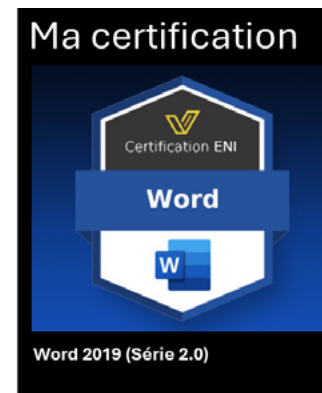 Ma certification
Certification ENI
Word
W
Word 2019 (Série 2.0)